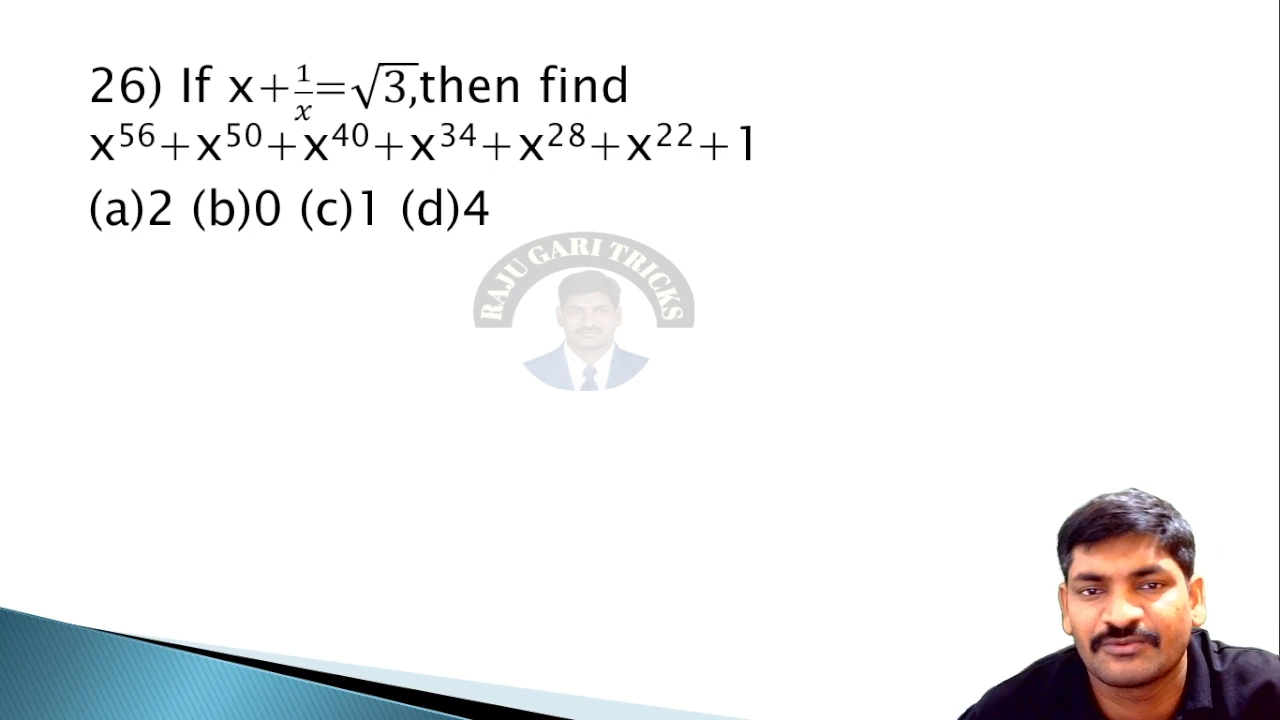 26) If x+1/x=√3,then find
x⁵⁶+x⁵⁰+x⁴⁰+x³⁴+x²⁸+x²²+1
(a)2 (b)0 (c)1 (d)4
RAJU GARI TRICKS